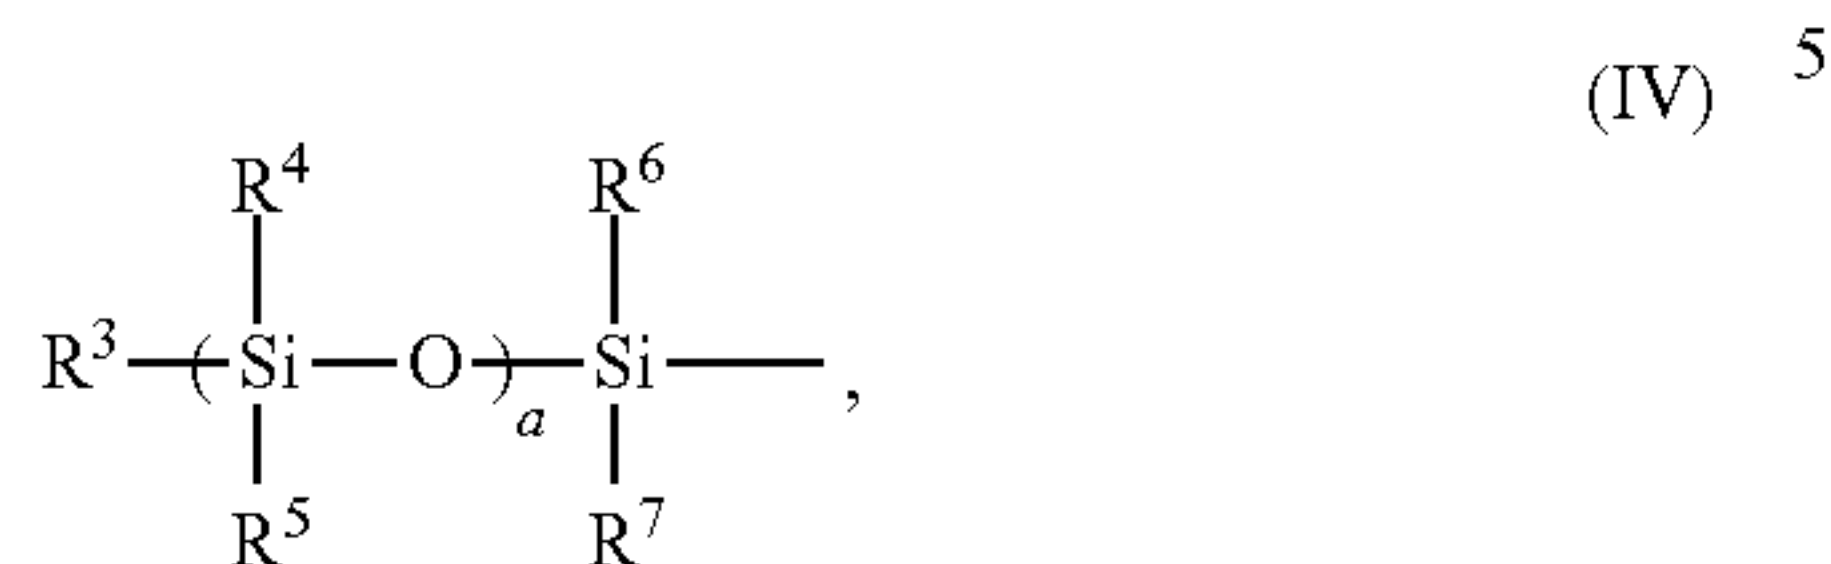 (IV) 5
R⁴ R⁶
R³—(Si—O)ₐ—Si—,
R⁵ R⁷